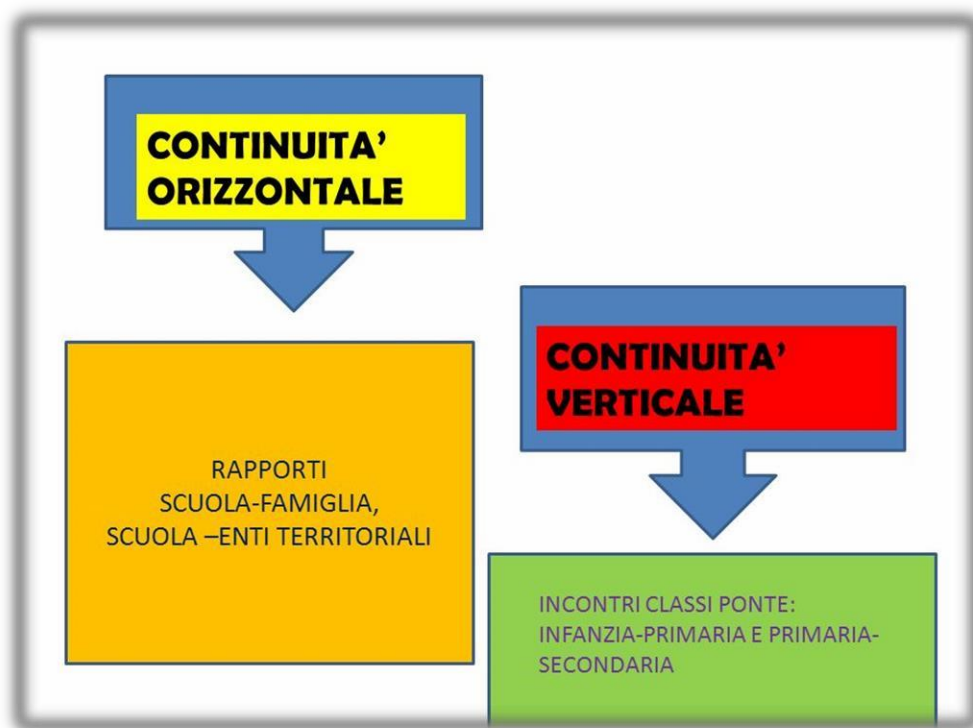 CONTINUITA’
ORIZZONTALE
RAPPORTI
SCUOLA-FAMIGLIA,
SCUOLA –ENTI TERRITORIALI
CONTINUITA’
VERTICALE
INCONTRI CLASSI PONTE:
INFANZIA-PRIMARIA E PRIMARIA-
SECONDARIA